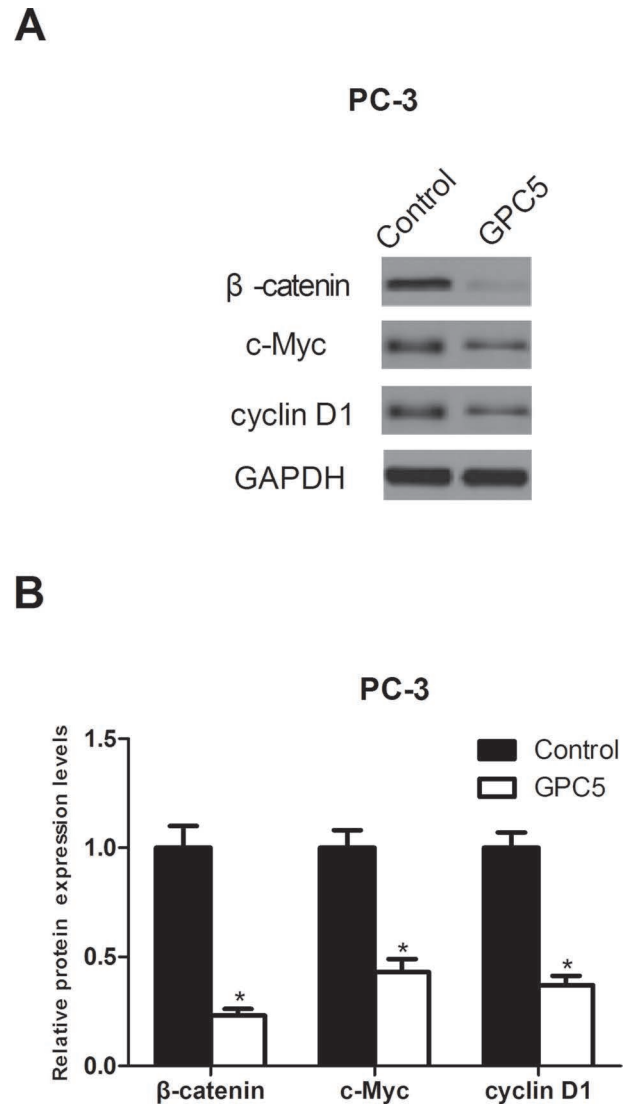 A
PC-3
Control GPC5
β -catenin
c-Myc
cyclin D1
GAPDH
B
PC-3
Relative protein expression levels
1.5
1.0
0.5
0.0
Control
GPC5
*
*
*
β-catenin c-Myc cyclin D1